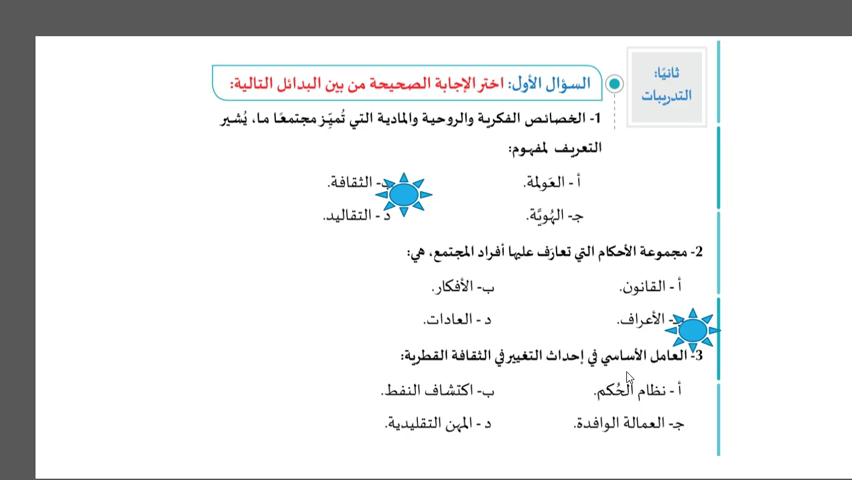 ثانيًا:
التدريبات
السؤال الأول: اختر الإجابة الصحيحة من بين البدائل التالية:
1- الخصائص الفكرية والروحية والمادية التي تُميِّز مجتمعًا ما، يُشير
التعريف لمفهوم:
أ - العَولمة. ب- الثقافة.
جـ- الهُويَّة. د - التقاليد.
2- مجموعة الأحكام التي تعارَف عليها أفراد المجتمع، هي:
أ - القانون. ب- الأفكار.
الأعراف. د - العادات.
3- العامل الأساسي في إحداث التغيير في الثقافة القطرية:
أ - نظام الحُكم. ب- اكتشاف النفط.
جـ- العمالة الوافدة. د - المهن التقليدية.